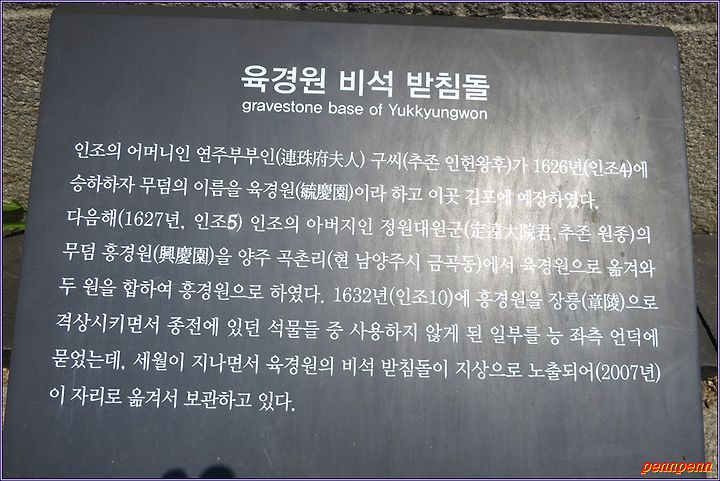 육경원 비석 받침돌
gravestone base of Yukkyungwon
인조의 어머니인 연주부부인(連珠府夫人) 구씨(추존 인헌왕후)가 1626년(인조4)에
승하하자 무덤의 이름을 육경원(毓慶園)이라 하고 이곳 김포에 예장하였다.
다음해(1627년, 인조5) 인조의 아버지인 정원대원군(定遠大院君,추존 원종)의
무덤 흥경원(興慶園)을 양주 곡촌리(현 남양주시 금곡동)에서 육경원으로 옮겨와
두 원을 합하여 흥경원으로 하였다. 1632년(인조10)에 흥경원을 장릉(章陵)으로
격상시키면서 종전에 있던 석물들 중 사용하지 않게 된 일부를 능 좌측 언덕에
묻었는데, 세월이 지나면서 육경원의 비석 받침돌이 지상으로 노출되어(2007년)
이 자리로 옮겨서 보관하고 있다.
pennpenn